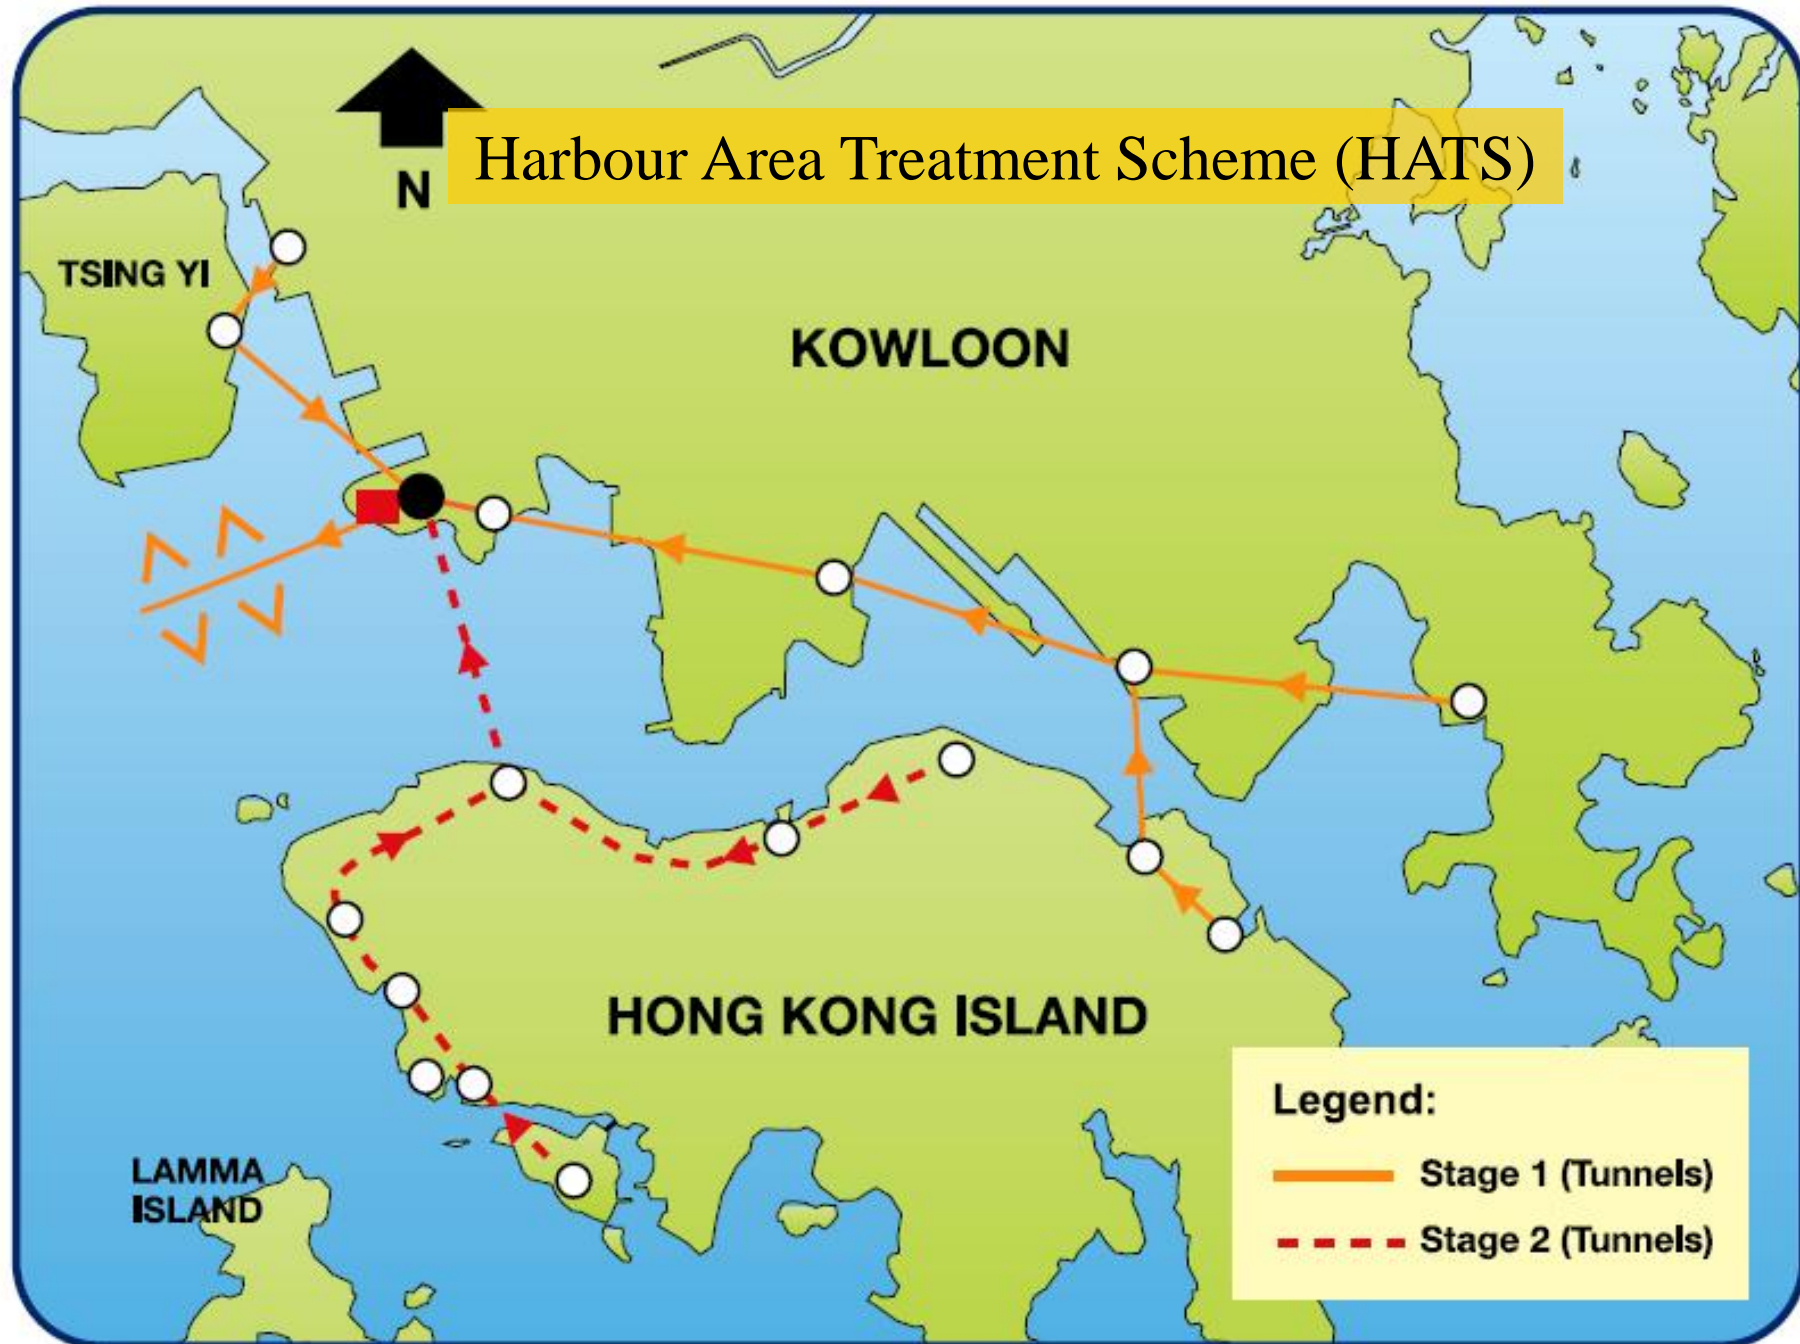 Harbour Area Treatment Scheme (HATS)
N
TSING YI
KOWLOON
HONG KONG ISLAND
LAMMA
ISLAND
Legend:
Stage 1 (Tunnels)
Stage 2 (Tunnels)